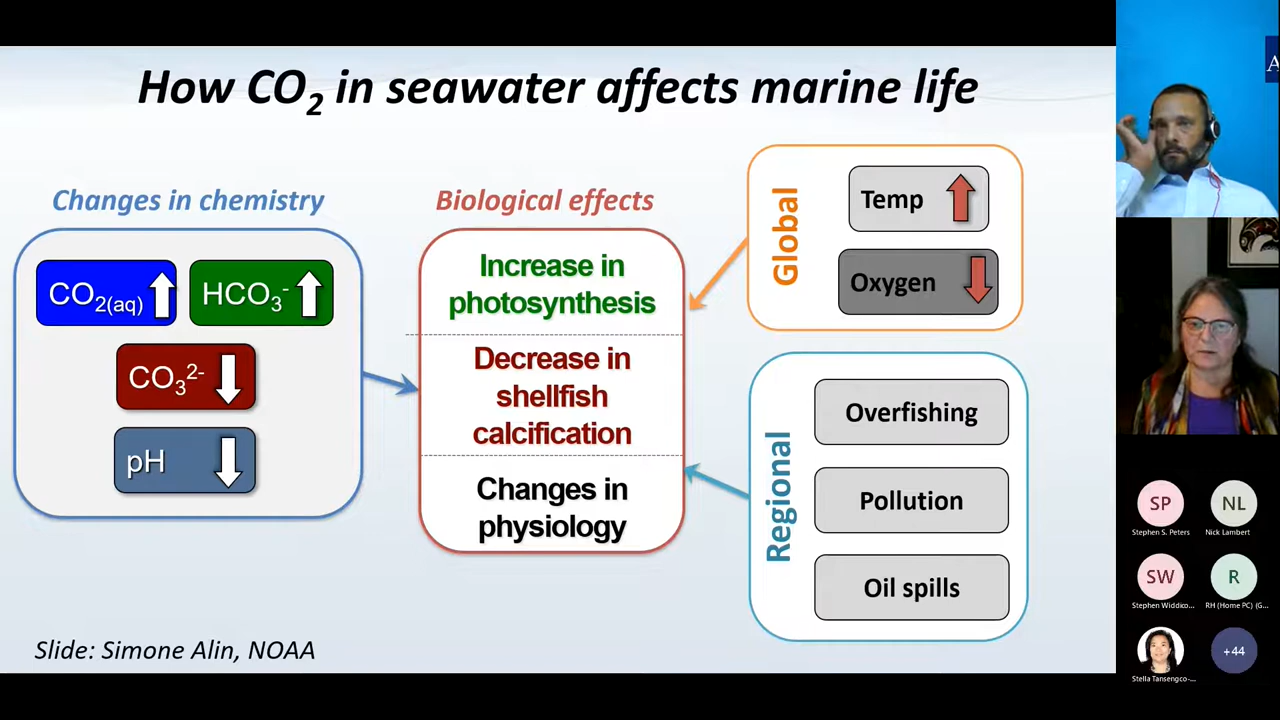 How CO₂ in seawater affects marine life
Changes in chemistry
CO₂(aq)
HCO₃⁻
CO₃²⁻
pH
Biological effects
Increase in
photosynthesis
Decrease in
shellfish
calcification
Changes in
physiology
Global
Temp
Oxygen
Regional
Overfishing
Pollution
Oil spills
Slide: Simone Alin, NOAA
A
SP
Stephen S. Peters
NL
Nick Lambert
SW
Stephen Widdico...
R
RH (Home PC) (G...
Stella Tansengco-...
+44